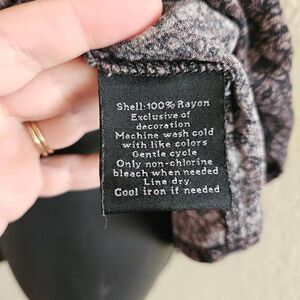 Shell:100% Rayon
Exclusive of
decoration
Machine wash cold
with like colors
Gentle cycle
Only non-chlorine
bleach when needed
Line dry
Cool iron if needed